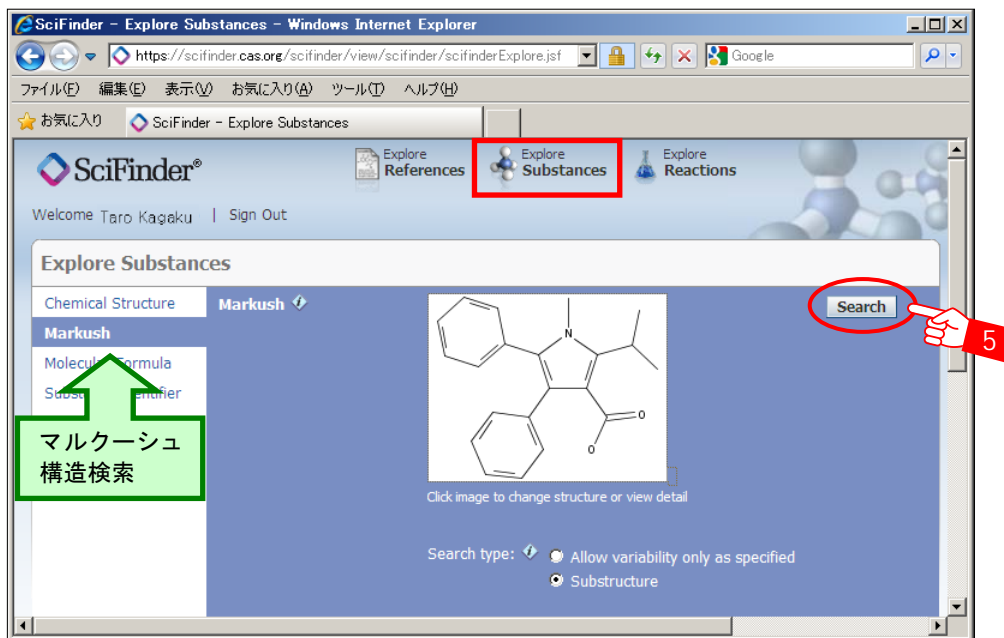 SciFinder - Explore Substances - Windows Internet Explorer
https://scifinder.cas.org/scifinder/view/scifinder/scifinderExplore.jsf
Google
ファイル(F) 編集(E) 表示(V) お気に入り(A) ツール(T) ヘルプ(H)
お気に入り SciFinder - Explore Substances
SciFinder®
Explore References
Explore Substances
Explore Reactions
Welcome Taro Kagaku | Sign Out
Explore Substances
Chemical Structure
Markush
Molecular Formula
Markush
Search
5
マルクーシュ
構造検索
N
O
O
Click image to change structure or view detail
Search type:
Allow variability only as specified
Substructure